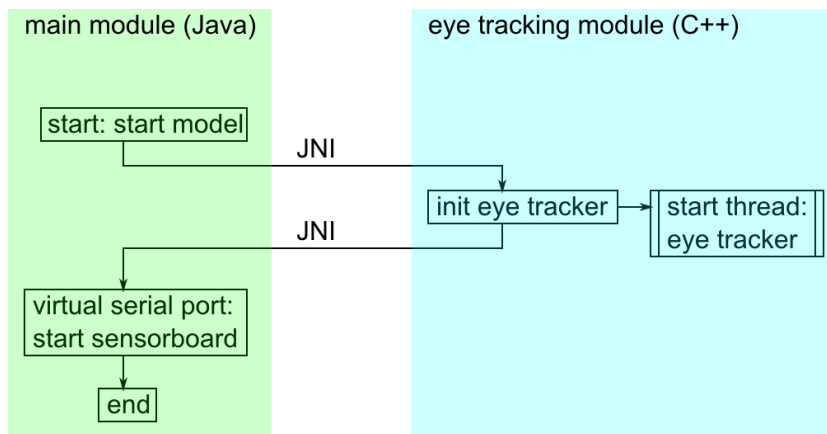 main module (Java)
eye tracking module (C++)
start: start model
JNI
init eye tracker
start thread:
eye tracker
JNI
virtual serial port:
start sensorboard
end